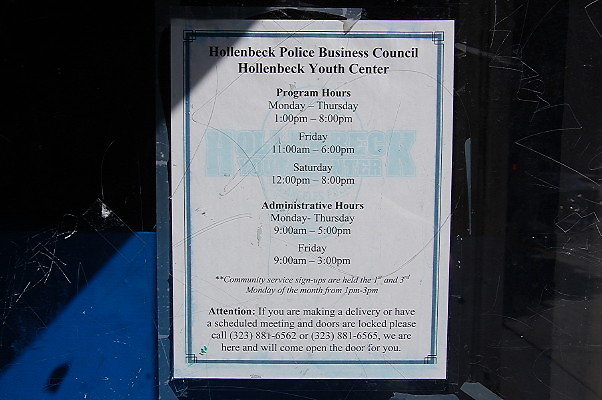 Hollenbeck Police Business Council
Hollenbeck Youth Center
Program Hours
Monday – Thursday
1:00pm – 8:00pm
Friday
11:00am – 6:00pm
Saturday
12:00pm – 8:00pm
HOLLENBECK
YOUTH CENTER
Administrative Hours
Monday- Thursday
9:00am – 5:00pm
Friday
9:00am – 3:00pm
**Community service sign-ups are held the 1st and 3rd
Monday of the month from 1pm-3pm
Attention: If you are making a delivery or have
a scheduled meeting and doors are locked please
call (323) 881-6562 or (323) 881-6565, we are
here and will come open the door for you.